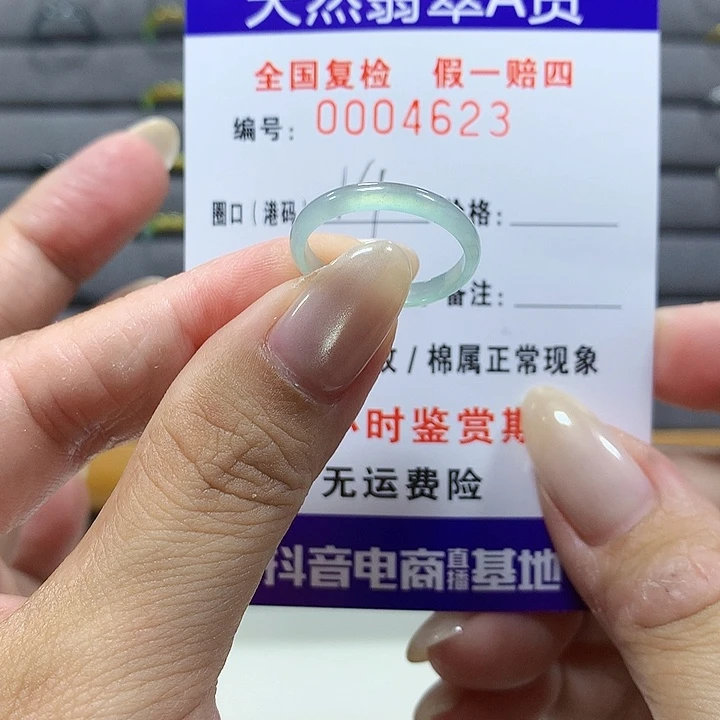 天然翡翠A货
全国复检 假一赔四
编号: 0004623
圈口(港码) 价格:
备注:
/棉属正常现象
小时鉴赏期
无运费险
抖音电商直播基地